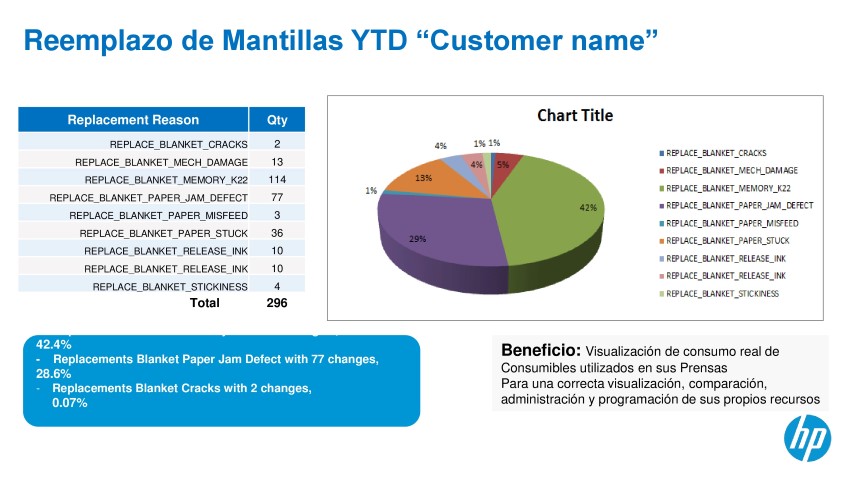 Reemplazo de Mantillas YTD “Customer name”
Replacement Reason Qty
REPLACE_BLANKET_CRACKS 2
REPLACE_BLANKET_MECH_DAMAGE 13
REPLACE_BLANKET_MEMORY_K22 114
REPLACE_BLANKET_PAPER_JAM_DEFECT 77
REPLACE_BLANKET_PAPER_MISFEED 3
REPLACE_BLANKET_PAPER_STUCK 36
REPLACE_BLANKET_RELEASE_INK 10
REPLACE_BLANKET_RELEASE_INK 10
REPLACE_BLANKET_STICKINESS 4
Total 296
Chart Title
1% 1%
4%
4% 5%
13%
1%
42%
29%
REPLACE_BLANKET_CRACKS
REPLACE_BLANKET_MECH_DAMAGE
REPLACE_BLANKET_MEMORY_K22
REPLACE_BLANKET_PAPER_JAM_DEFECT
REPLACE_BLANKET_PAPER_MISFEED
REPLACE_BLANKET_PAPER_STUCK
REPLACE_BLANKET_RELEASE_INK
REPLACE_BLANKET_RELEASE_INK
REPLACE_BLANKET_STICKINESS
42.4%
- Replacements Blanket Paper Jam Defect with 77 changes,
28.6%
- Replacements Blanket Cracks with 2 changes,
0.07%
Beneficio: Visualización de consumo real de
Consumibles utilizados en sus Prensas
Para una correcta visualización, comparación,
administración y programación de sus propios recursos
hp